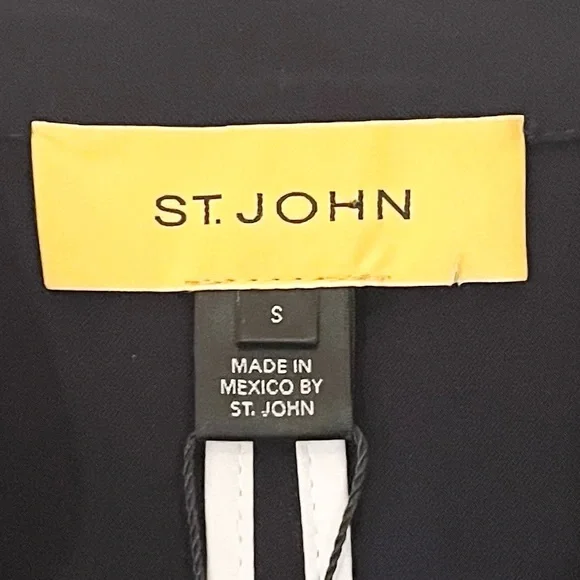 ST. JOHN
S
MADE IN
MEXICO BY
ST. JOHN